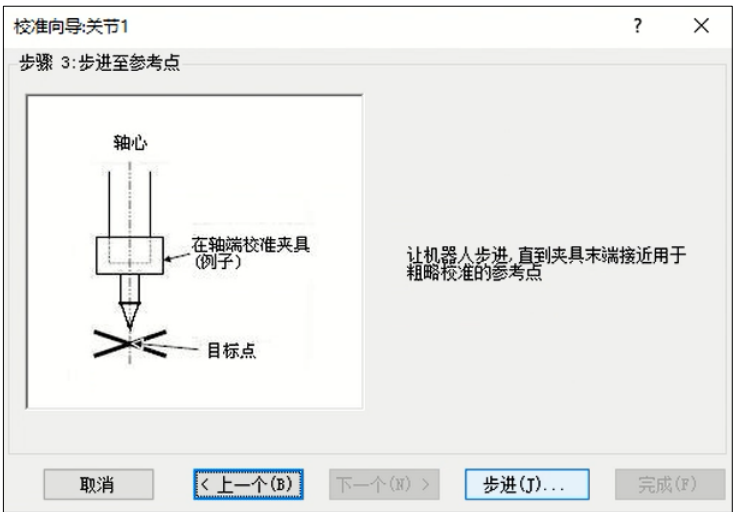 校准向导:关节1
?
步骤 3:步进至参考点
轴心
在轴端校准夹具
(例子)
目标点
让机器人步进,直到夹具末端接近用于
粗略校准的参考点
取消
< 上一个(B)
下一个(N) >
步进(J)...
完成(F)